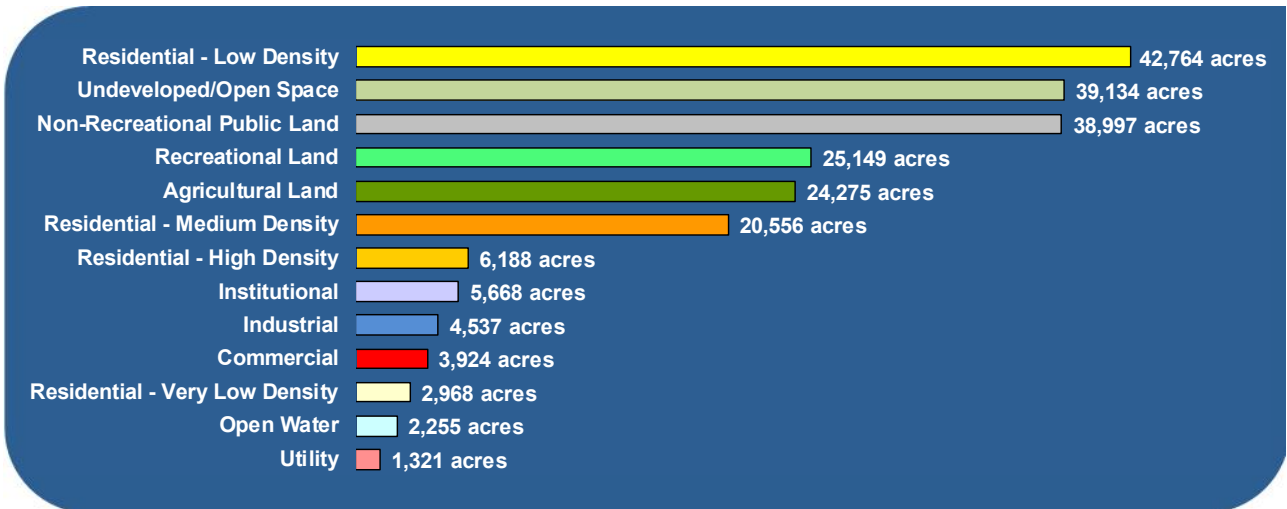 Residential - Low Density 42,764 acres
Undeveloped/Open Space 39,134 acres
Non-Recreational Public Land 38,997 acres
Recreational Land 25,149 acres
Agricultural Land 24,275 acres
Residential - Medium Density 20,556 acres
Residential - High Density 6,188 acres
Institutional 5,668 acres
Industrial 4,537 acres
Commercial 3,924 acres
Residential - Very Low Density 2,968 acres
Open Water 2,255 acres
Utility 1,321 acres